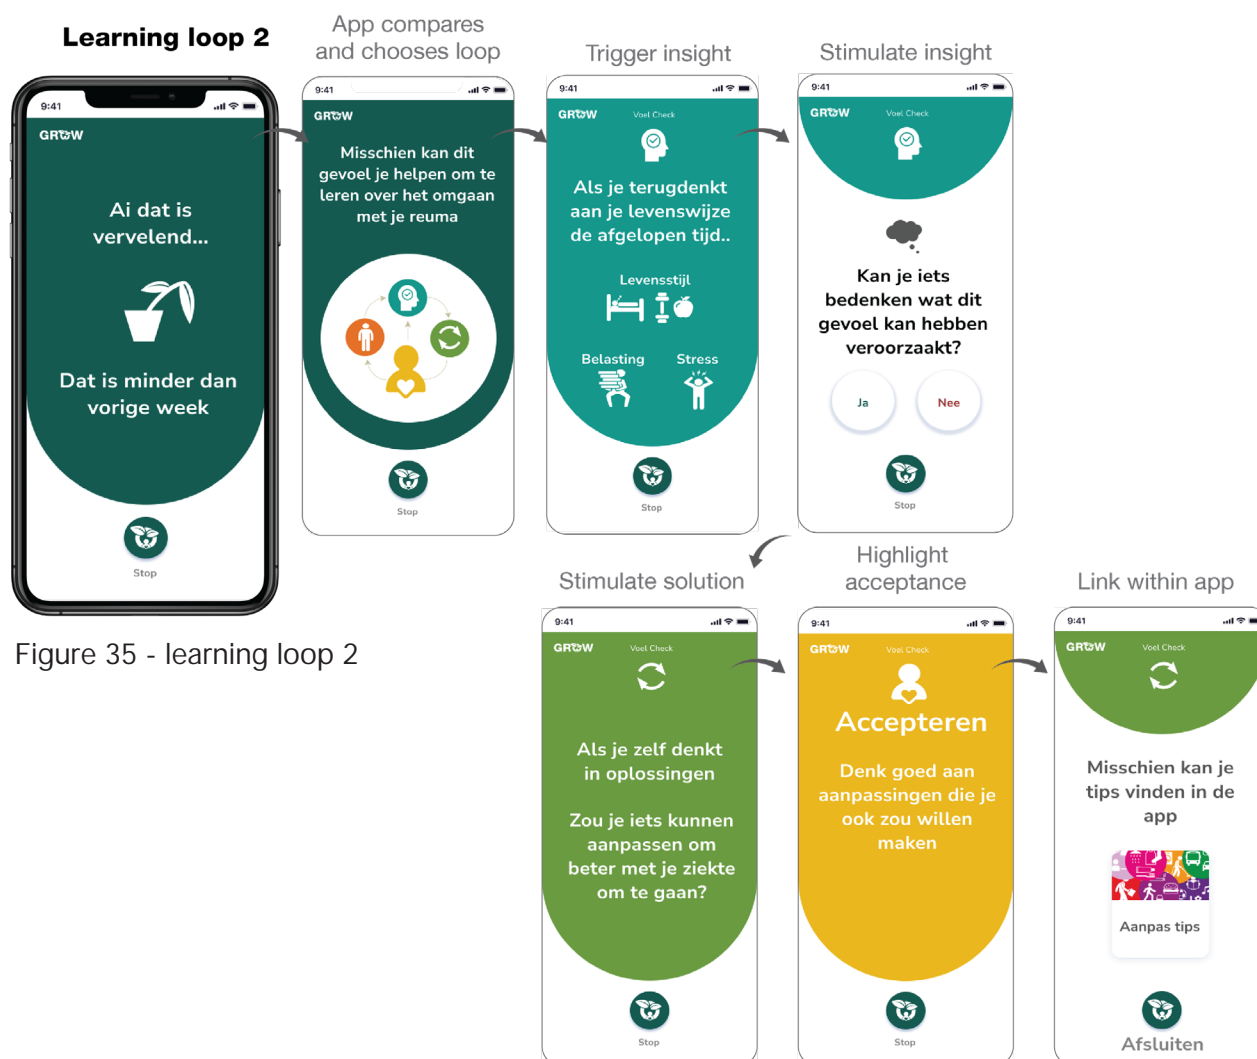 Learning loop 2
App compares
and chooses loop
Trigger insight
Stimulate insight
9:41
GROW
Ai dat is
vervelend...
Dat is minder dan
vorige week
Stop
9:41
GROW
Misschien kan dit
gevoel je helpen om te
leren over het omgaan
met je reuma
Stop
9:41
GROW
Voel Check
Als je terugdenkt
aan je levenswijze
de afgelopen tijd..
Levensstijl
Belasting
Stress
Stop
9:41
GROW
Voel Check
Kan je iets
bedenken wat dit
gevoel kan hebben
veroorzaakt?
Ja
Nee
Stop
Figure 35 - learning loop 2
Stimulate solution
Highlight
acceptance
Link within app
9:41
GROW
Voel Check
Als je zelf denkt
in oplossingen
Zou je iets kunnen
aanpassen om
beter met je ziekte
om te gaan?
Stop
9:41
GROW
Voel Check
Accepteren
Denk goed aan
aanpassingen die je
ook zou willen
maken
Stop
9:41
GROW
Voel Check
Misschien kan je
tips vinden in de
app
Aanpas tips
Afsluiten